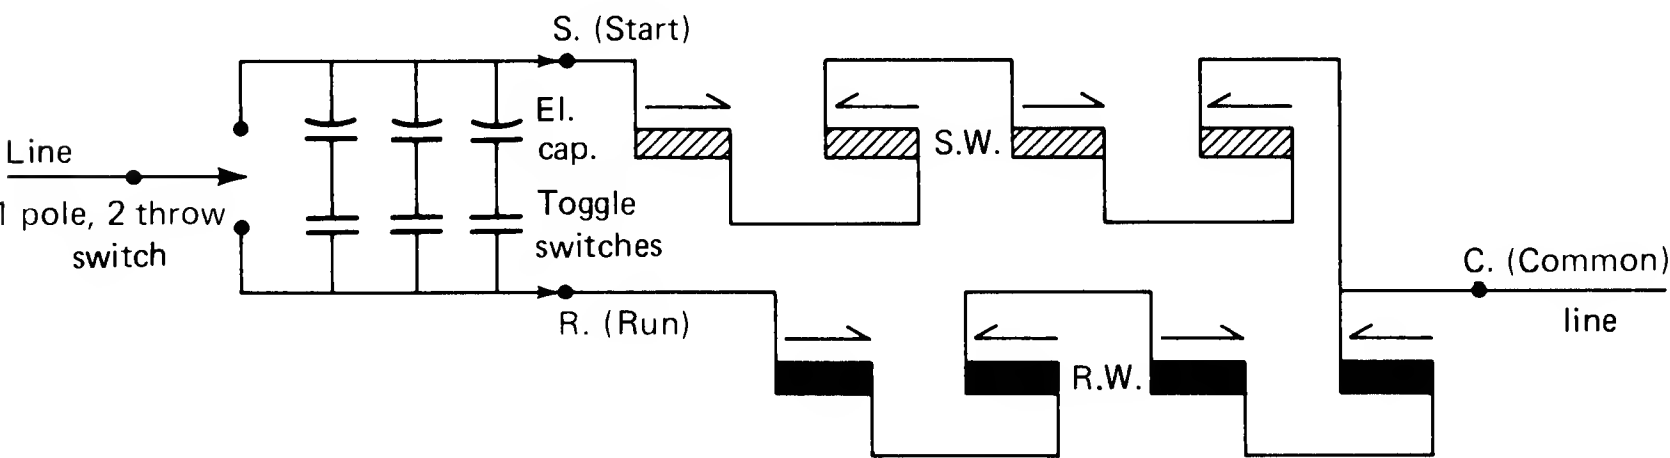 S. (Start)
El.
cap.
S.W.
Line
1 pole, 2 throw
switch
Toggle
switches
C. (Common)
line
R. (Run)
R.W.